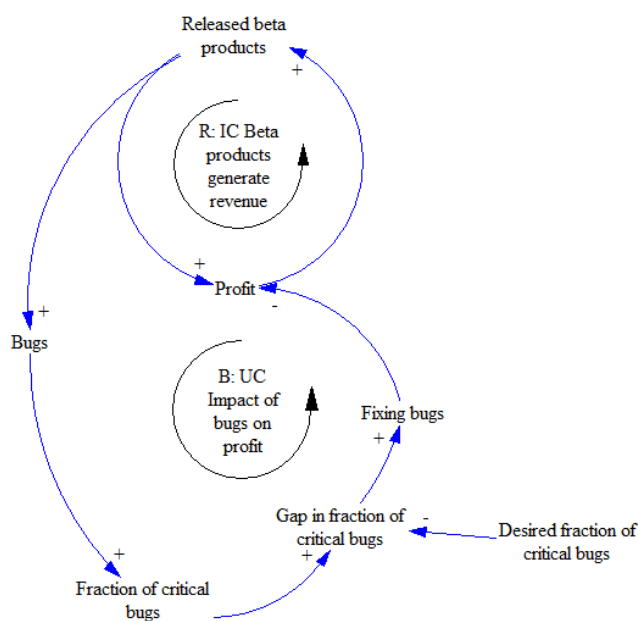 Released beta
products
+
R: IC Beta
products
generate
revenue
+
Profit
-
+
Bugs
B: UC
Impact of
bugs on
profit
Fixing bugs
+
Gap in fraction of
critical bugs
-
Desired fraction of
critical bugs
+
+
Fraction of critical
bugs